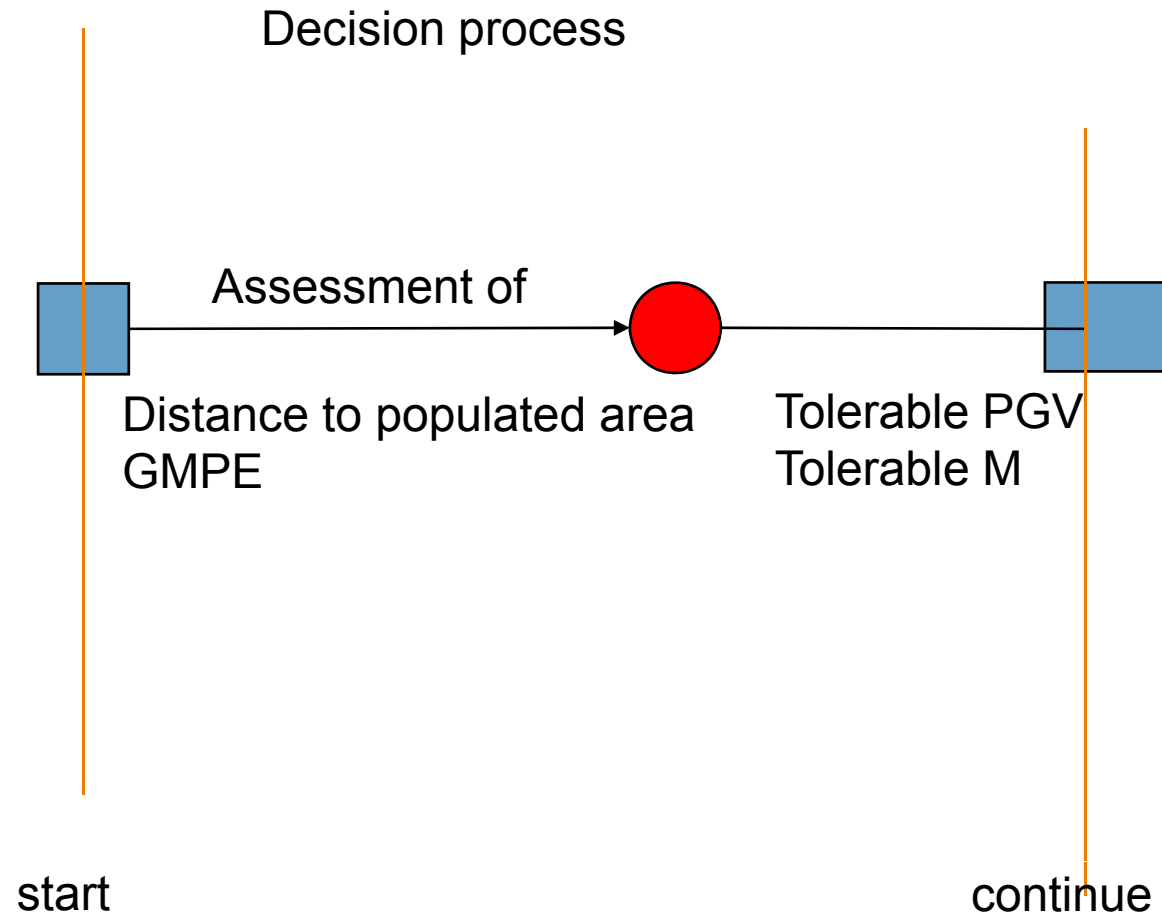 Decision process
Assessment of
Distance to populated area
GMPE
Tolerable PGV
Tolerable M
start
continue